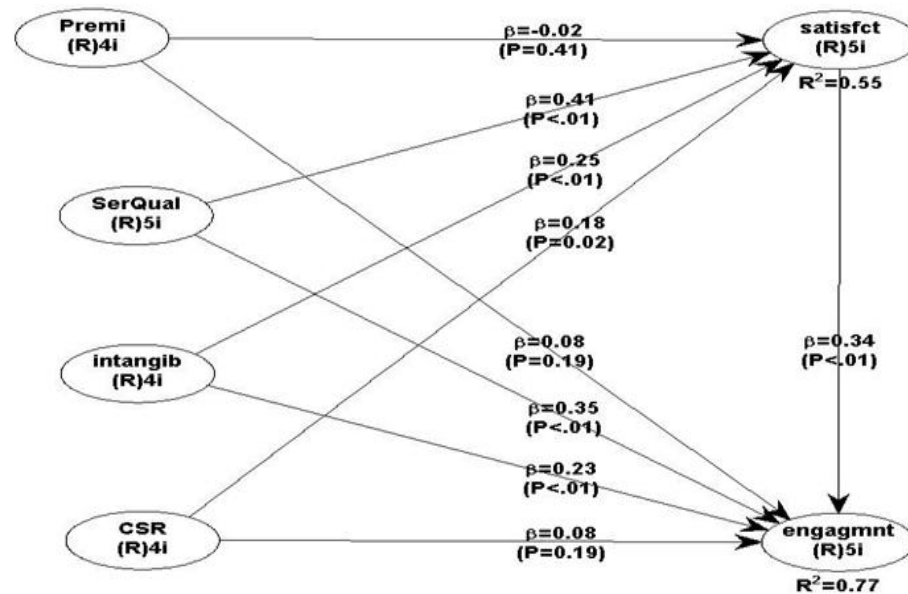 Premi
(R)4i
β=-0.02
(P=0.41)
satisfct
(R)5i
R²=0.55
β=0.41
(P<.01)
β=0.25
(P<.01)
SerQual
(R)5i
β=0.18
(P=0.02)
intangib
(R)4i
β=0.08
(P=0.19)
β=0.34
(P<.01)
β=0.35
(P<.01)
β=0.23
(P<.01)
CSR
(R)4i
β=0.08
(P=0.19)
engagmnt
(R)5i
R²=0.77